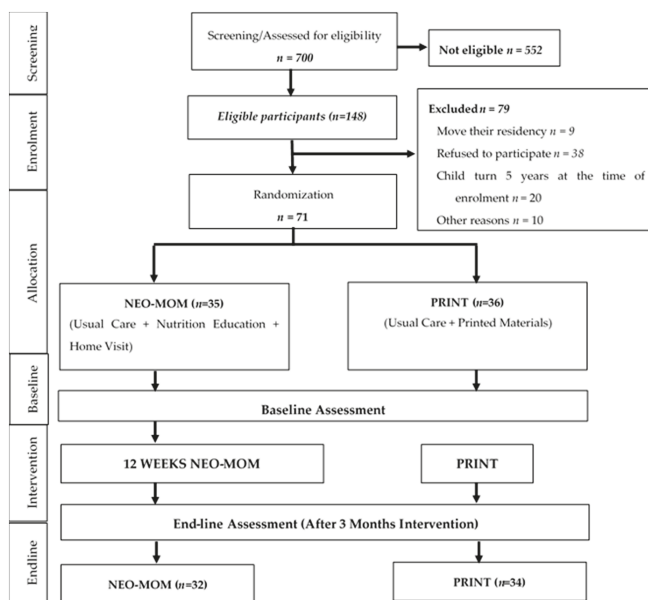 Screening
Screening/Assessed for eligibility
n = 700
Not eligible n = 552
Enrolment
Eligible participants (n=148)
Excluded n = 79
Move their residency n = 9
Refused to participate n = 38
Child turn 5 years at the time of
enrolment n = 20
Other reasons n = 10
Randomization
n = 71
Allocation
NEO-MOM (n=35)
(Usual Care + Nutrition Education +
Home Visit)
PRINT (n=36)
(Usual Care + Printed Materials)
Baseline
Baseline Assessment
Intervention
12 WEEKS NEO-MOM
PRINT
End-line Assessment (After 3 Months Intervention)
Endline
NEO-MOM (n=32)
PRINT (n=34)